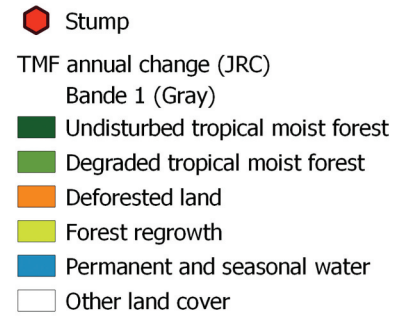 Stump
TMF annual change (JRC)
Bande 1 (Gray)
Undisturbed tropical moist forest
Degraded tropical moist forest
Deforested land
Forest regrowth
Permanent and seasonal water
Other land cover